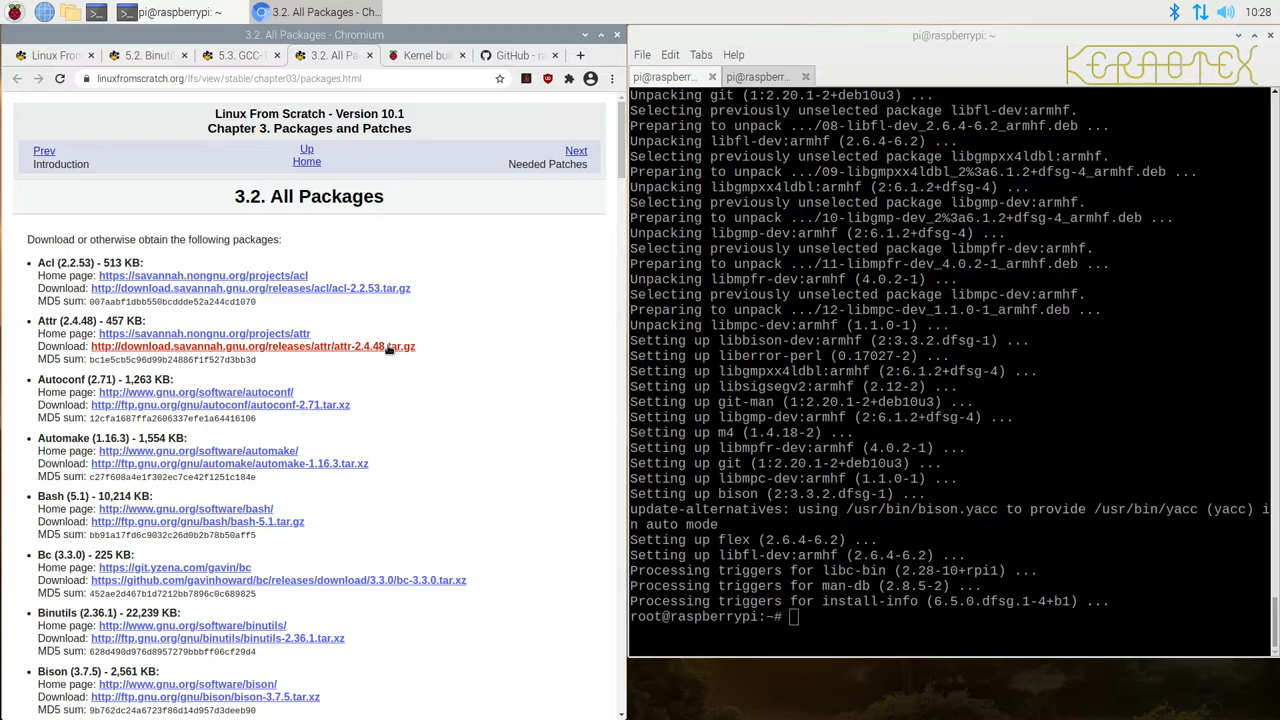 pi@raspberrypi: ~
3.2. All Packages - Ch...
10:28
3.2. All Packages - Chromium
Linux From
5.2. Binutil
5.3. GCC-1
3.2. All Pac
Kernel buil
GitHub - ra
linuxfromscratch.org/lfs/view/stable/chapter03/packages.html
Linux From Scratch - Version 10.1
Chapter 3. Packages and Patches
Prev
Up
Next
Introduction
Home
Needed Patches
3.2. All Packages
Download or otherwise obtain the following packages:
• Acl (2.2.53) - 513 KB:
Home page: https://savannah.nongnu.org/projects/acl
Download: http://download.savannah.gnu.org/releases/acl/acl-2.2.53.tar.gz
MD5 sum: 007aabf1dbb550bcddde52a244cd1070
• Attr (2.4.48) - 457 KB:
Home page: https://savannah.nongnu.org/projects/attr
Download: http://download.savannah.gnu.org/releases/attr/attr-2.4.48.tar.gz
MD5 sum: bc1e5cb5c96d99b24886f1f527d3bb3d
• Autoconf (2.71) - 1,263 KB:
Home page: http://www.gnu.org/software/autoconf/
Download: http://ftp.gnu.org/gnu/autoconf/autoconf-2.71.tar.xz
MD5 sum: 12cfa1687ffa2606337efe1a64416106
• Automake (1.16.3) - 1,554 KB:
Home page: http://www.gnu.org/software/automake/
Download: http://ftp.gnu.org/gnu/automake/automake-1.16.3.tar.xz
MD5 sum: c27f608a4e1f302ec7ce42f1251c184e
• Bash (5.1) - 10,214 KB:
Home page: http://www.gnu.org/software/bash/
Download: http://ftp.gnu.org/gnu/bash/bash-5.1.tar.gz
MD5 sum: bb91a17fd6c9032c26d0b2b78b50aff5
• Bc (3.3.0) - 225 KB:
Home page: https://git.yzena.com/gavin/bc
Download: https://github.com/gavinhoward/bc/releases/download/3.3.0/bc-3.3.0.tar.xz
MD5 sum: 452ae2d467b1d7212bb7896c0c689825
• Binutils (2.36.1) - 22,239 KB:
Home page: http://www.gnu.org/software/binutils/
Download: http://ftp.gnu.org/gnu/binutils/binutils-2.36.1.tar.xz
MD5 sum: 628d490d976d8957279bbbff06cf29d4
• Bison (3.7.5) - 2,561 KB:
Home page: http://www.gnu.org/software/bison/
Download: http://ftp.gnu.org/gnu/bison/bison-3.7.5.tar.xz
MD5 sum: 9b762dc24a6723f86d14d957d3deeb90
pi@raspberrypi: ~
File Edit Tabs Help
KEROOTEX
pi@raspberr...
pi@raspberr...
Unpacking git (1:2.20.1-2+deb10u3) ...
Selecting previously unselected package libfl-dev:armhf.
Preparing to unpack .../08-libfl-dev_2.6.4-6.2_armhf.deb ...
Unpacking libfl-dev:armhf (2.6.4-6.2) ...
Selecting previously unselected package libgmpxx4ldbl:armhf.
Preparing to unpack .../09-libgmpxx4ldbl_2%3a6.1.2+dfsg-4_armhf.deb ...
Unpacking libgmpxx4ldbl:armhf (2:6.1.2+dfsg-4) ...
Selecting previously unselected package libgmp-dev:armhf.
Preparing to unpack .../10-libgmp-dev_2%3a6.1.2+dfsg-4_armhf.deb ...
Unpacking libgmp-dev:armhf (2:6.1.2+dfsg-4) ...
Selecting previously unselected package libmpfr-dev:armhf.
Preparing to unpack .../11-libmpfr-dev_4.0.2-1_armhf.deb ...
Unpacking libmpfr-dev:armhf (4.0.2-1) ...
Selecting previously unselected package libmpc-dev:armhf.
Preparing to unpack .../12-libmpc-dev_1.1.0-1_armhf.deb ...
Unpacking libmpc-dev:armhf (1.1.0-1) ...
Setting up libbison-dev:armhf (2:3.3.2.dfsg-1) ...
Setting up liberror-perl (0.17027-2) ...
Setting up libgmpxx4ldbl:armhf (2:6.1.2+dfsg-4) ...
Setting up libsigsegv2:armhf (2.12-2) ...
Setting up git-man (1:2.20.1-2+deb10u3) ...
Setting up libgmp-dev:armhf (2:6.1.2+dfsg-4) ...
Setting up m4 (1.4.18-2) ...
Setting up libmpfr-dev:armhf (4.0.2-1) ...
Setting up git (1:2.20.1-2+deb10u3) ...
Setting up libmpc-dev:armhf (1.1.0-1) ...
Setting up bison (2:3.3.2.dfsg-1) ...
update-alternatives: using /usr/bin/bison.yacc to provide /usr/bin/yacc (yacc) i
n auto mode
Setting up flex (2.6.4-6.2) ...
Setting up libfl-dev:armhf (2.6.4-6.2) ...
Processing triggers for libc-bin (2.28-10+rpi1) ...
Processing triggers for man-db (2.8.5-2) ...
Processing triggers for install-info (6.5.0.dfsg.1-4+b1) ...
root@raspberrypi:~#